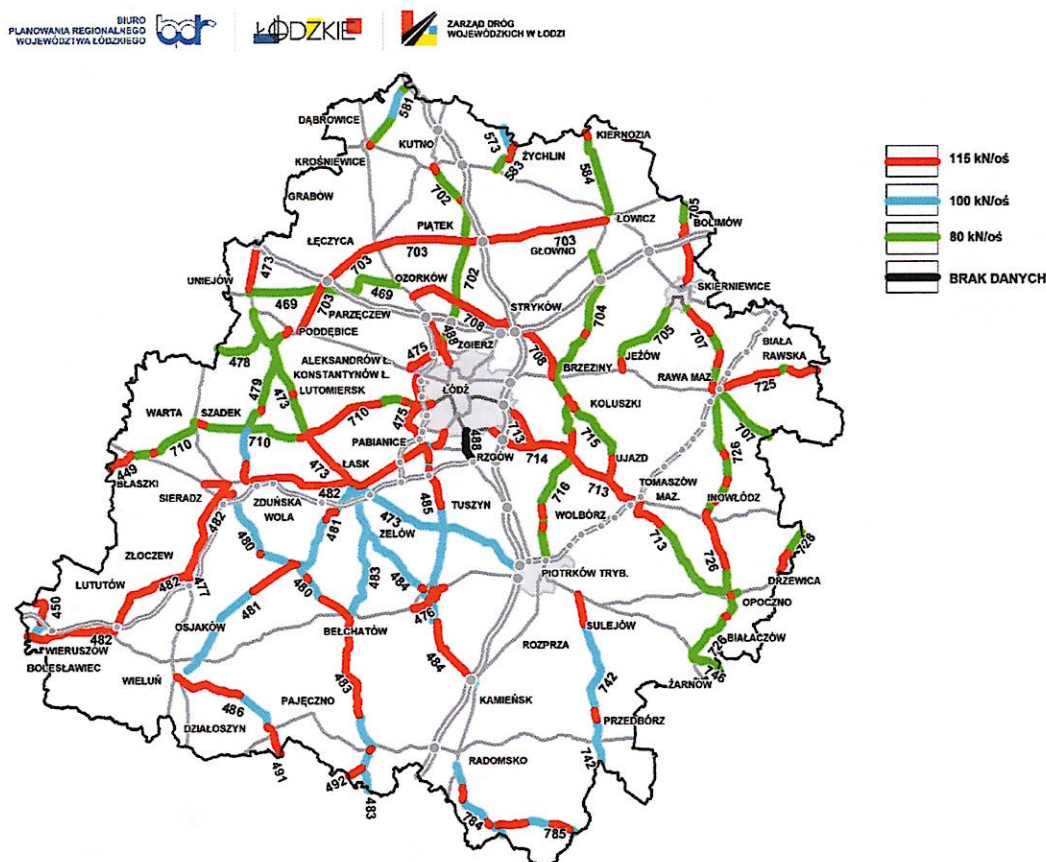 BIURO
PLANOWANIA REGIONALNEGO
WOJEWÓDZTWA ŁÓDZKIEGO
bpr
ŁÓDZKIE
ZARZĄD DRÓG
WOJEWÓDZKICH W ŁODZI
115 kN/oś
100 kN/oś
80 kN/oś
BRAK DANYCH
DĄBROWICE
581
KUTNO
573
KIERNOZIA
ŻYCHLIN
583
KROŚNIEWICE
584
702
GRABÓW
705
ŁOWICZ
BOLIMÓW
PIĄTEK
ŁĘCZYCA
703
703
GŁOWNO
473
703
UNIEJÓW
OZORKÓW
702
SKIERNIEWICE
469
469
703
PARZĘCZEW
STRYKÓW
708
704
705
PODDĘBICE
488
ZGIERZ
707
BIAŁA
RAWSKA
478
ALEKSANDRÓW Ł.
475
708
JEŻÓW
KONSTANTYNÓW Ł.
BRZEZINY
RAWA MAZ.
725
479
LUTOMIERSK
ŁÓDŹ
473
KOLUSZKI
WARTA
SZADEK
710
475
713
707
710
710
PABIANICE
488
715
726
449
RZGÓW
714
UJAZD
BŁASZKI
473
ŁASK
713
TOMASZÓW
MAZ.
SIERADZ
482
ZDUŃSKA
WOLA
482
485
TUSZYN
716
INOWŁÓDZ
481
473
WOLBÓRZ
480
ZELÓW
713
728
ZŁOCZEW
483
484
726
DRZEWICA
LUTUTÓW
482
477
480
PIOTRKÓW TRYB.
450
481
476
OPOCZNO
482
OSJAKÓW
BEŁCHATÓW
SULEJÓW
BIAŁACZÓW
WIERUSZÓW
ROZPRZA
726
BOLESŁAWIEC
484
746
WIELUŃ
483
742
ŻARNÓW
486
PAJĘCZNO
KAMIEŃSK
DZIAŁOSZYN
PRZEDBÓRZ
491
RADOMSKO
742
492
483
784
785